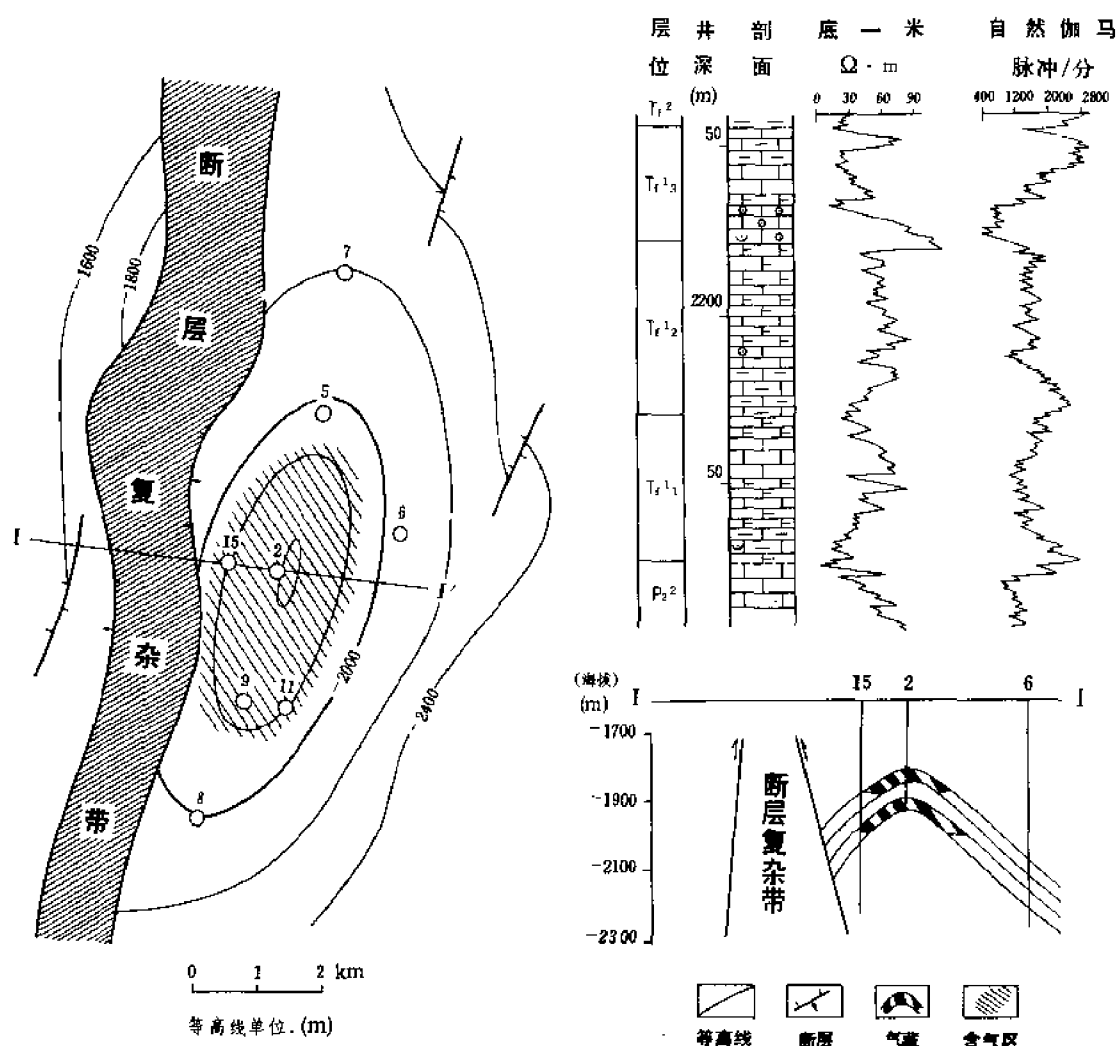 断
层
复
杂
带
-1600
-1800
-2000
-2400
7
5
6
15
2
9
11
8
I
I'
0 1 2 km
等高线单位.(m)
层 井 剖 底 一 米 自 然 伽 马
位 深 面 Ω·m 脉冲/分
(m) 0 30 60 90 400 1200 2000 2800
Tf²
50
Tf¹₃
2200
Tf¹₂
50
Tf¹₁
P₂²
(海拔) 15 2 6
(m) I I
-1700
-1900
-2100
-2300
断层复杂带
等高线 断层 气藏 含气区